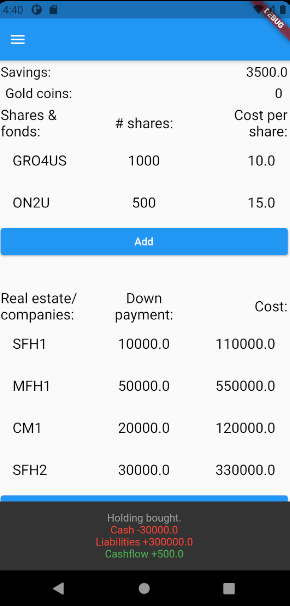 4:40
DEBUG
Savings: 3500.0
Gold coins: 0
Shares & fonds: # shares: Cost per share:
GRO4US 1000 10.0
ON2U 500 15.0
Add
Real estate/ companies: Down payment: Cost:
SFH1 10000.0 110000.0
MFH1 50000.0 550000.0
CM1 20000.0 120000.0
SFH2 30000.0 330000.0
Holding bought.
Cash -30000.0
Liabilities +300000.0
Cashflow +500.0